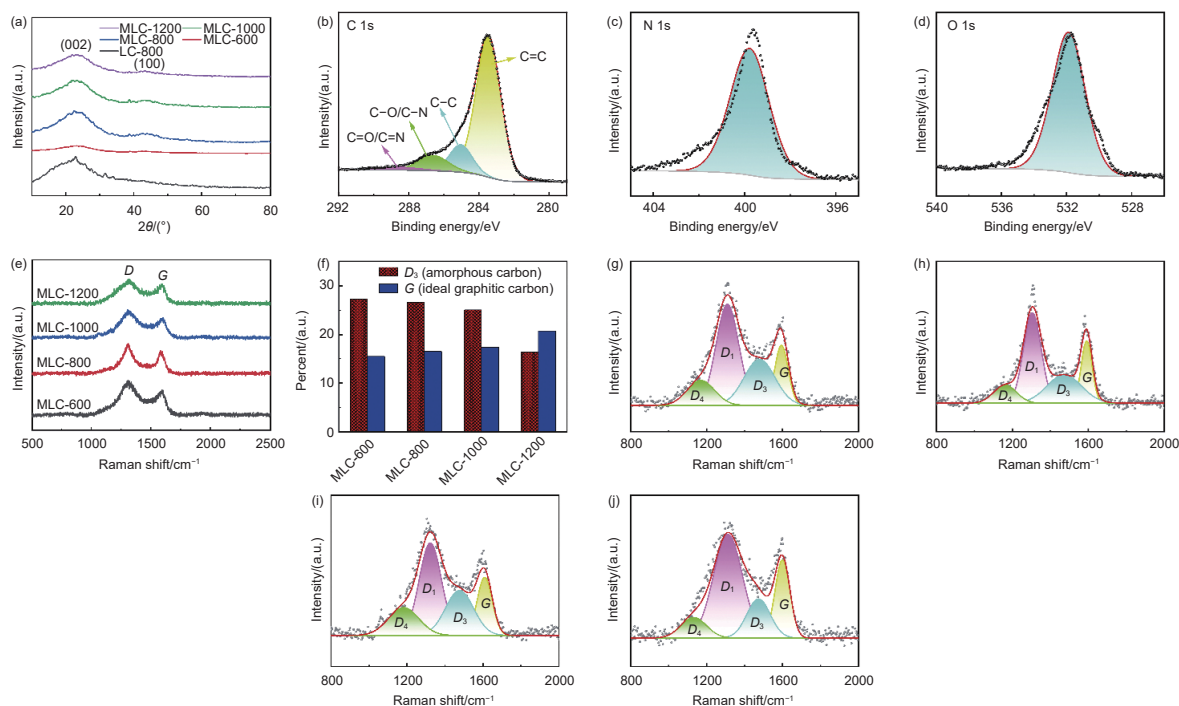 (a)
MLC-1200
MLC-1000
MLC-800
MLC-600
LC-800
(002)
(100)
Intensity/(a.u.)
20
40
60
80
2θ/(°)
(b)
C 1s
C=C
C−C
C−O/C−N
C=O/C=N
Intensity/(a.u.)
292
288
284
280
Binding energy/eV
(c)
N 1s
Intensity/(a.u.)
404
400
396
Binding energy/eV
(d)
O 1s
Intensity/(a.u.)
540
536
532
528
Binding energy/eV
(e)
D
G
MLC-1200
MLC-1000
MLC-800
MLC-600
Intensity/(a.u.)
500
1000
1500
2000
2500
Raman shift/cm⁻¹
(f)
D₃ (amorphous carbon)
G (ideal graphitic carbon)
Percent/(a.u.)
30
20
10
0
MLC-600
MLC-800
MLC-1000
MLC-1200
(g)
D₁
D₃
D₄
G
Intensity/(a.u.)
800
1200
1600
2000
Raman shift/cm⁻¹
(h)
D₁
D₃
D₄
G
Intensity/(a.u.)
800
1200
1600
2000
Raman shift/cm⁻¹
(i)
D₁
D₃
D₄
G
Intensity/(a.u.)
800
1200
1600
2000
Raman shift/cm⁻¹
(j)
D₁
D₃
D₄
G
Intensity/(a.u.)
800
1200
1600
2000
Raman shift/cm⁻¹